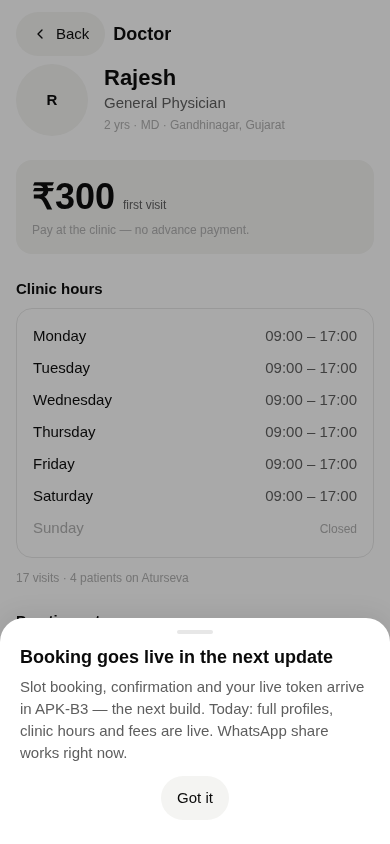 Back
Doctor
R
Rajesh
General Physician
2 yrs · MD · Gandhinagar, Gujarat
₹300 first visit
Pay at the clinic — no advance payment.
Clinic hours
Monday 09:00 – 17:00
Tuesday 09:00 – 17:00
Wednesday 09:00 – 17:00
Thursday 09:00 – 17:00
Friday 09:00 – 17:00
Saturday 09:00 – 17:00
Sunday Closed
17 visits · 4 patients on Aturseva
Booking goes live in the next update
Slot booking, confirmation and your live token arrive
in APK-B3 — the next build. Today: full profiles,
clinic hours and fees are live. WhatsApp share
works right now.
Got it